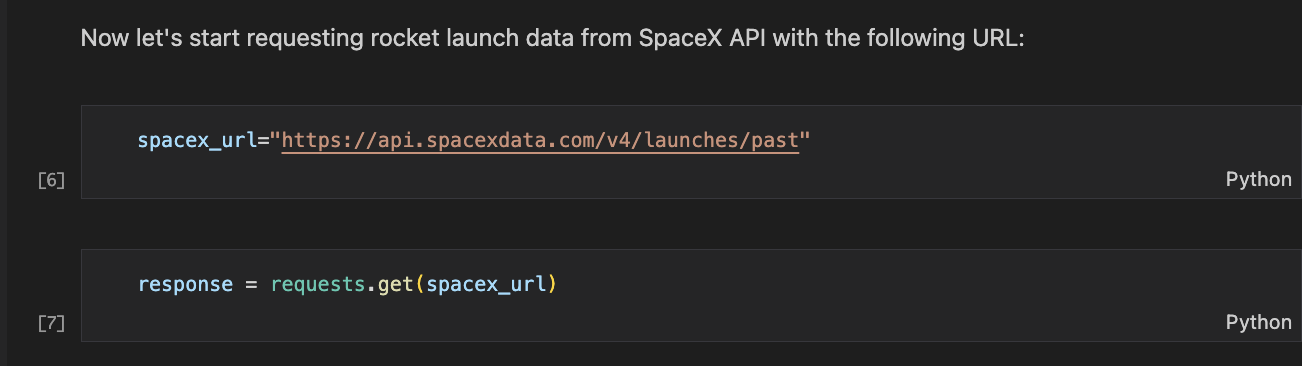 Now let's start requesting rocket launch data from SpaceX API with the following URL:
spacex_url="https://api.spacexdata.com/v4/launches/past"
[6]
Python
response = requests.get(spacex_url)
[7]
Python